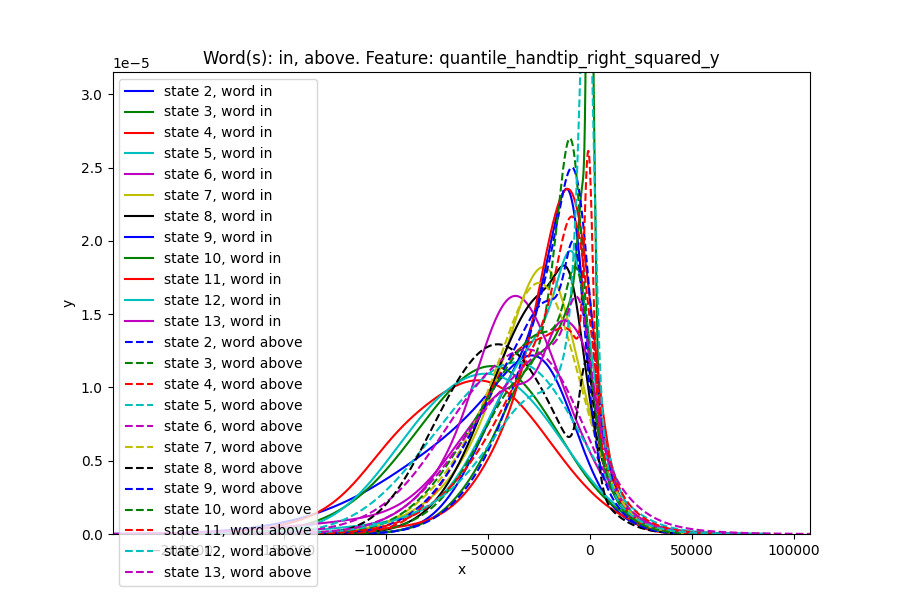 Word(s): in, above. Feature: quantile_handtip_right_squared_y
1e−5
3.0
2.5
2.0
1.5
1.0
0.5
0.0
y
state 2, word in
state 3, word in
state 4, word in
state 5, word in
state 6, word in
state 7, word in
state 8, word in
state 9, word in
state 10, word in
state 11, word in
state 12, word in
state 13, word in
state 2, word above
state 3, word above
state 4, word above
state 5, word above
state 6, word above
state 7, word above
state 8, word above
state 9, word above
state 10, word above
state 11, word above
state 12, word above
state 13, word above
−100000 −50000 0 50000 100000
x